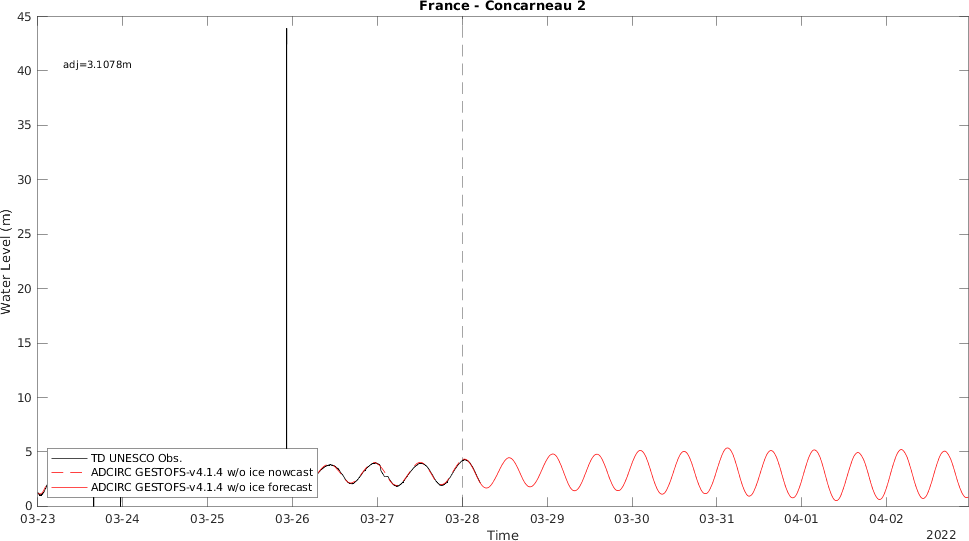 France - Concarneau 2
adj=3.1078m
Water Level (m)
45
40
35
30
25
20
15
10
5
0
TD UNESCO Obs.
ADCIRC GESTOFS-v4.1.4 w/o ice nowcast
ADCIRC GESTOFS-v4.1.4 w/o ice forecast
03-23 03-24 03-25 03-26 03-27 03-28 03-29 03-30 03-31 04-01 04-02
Time
2022